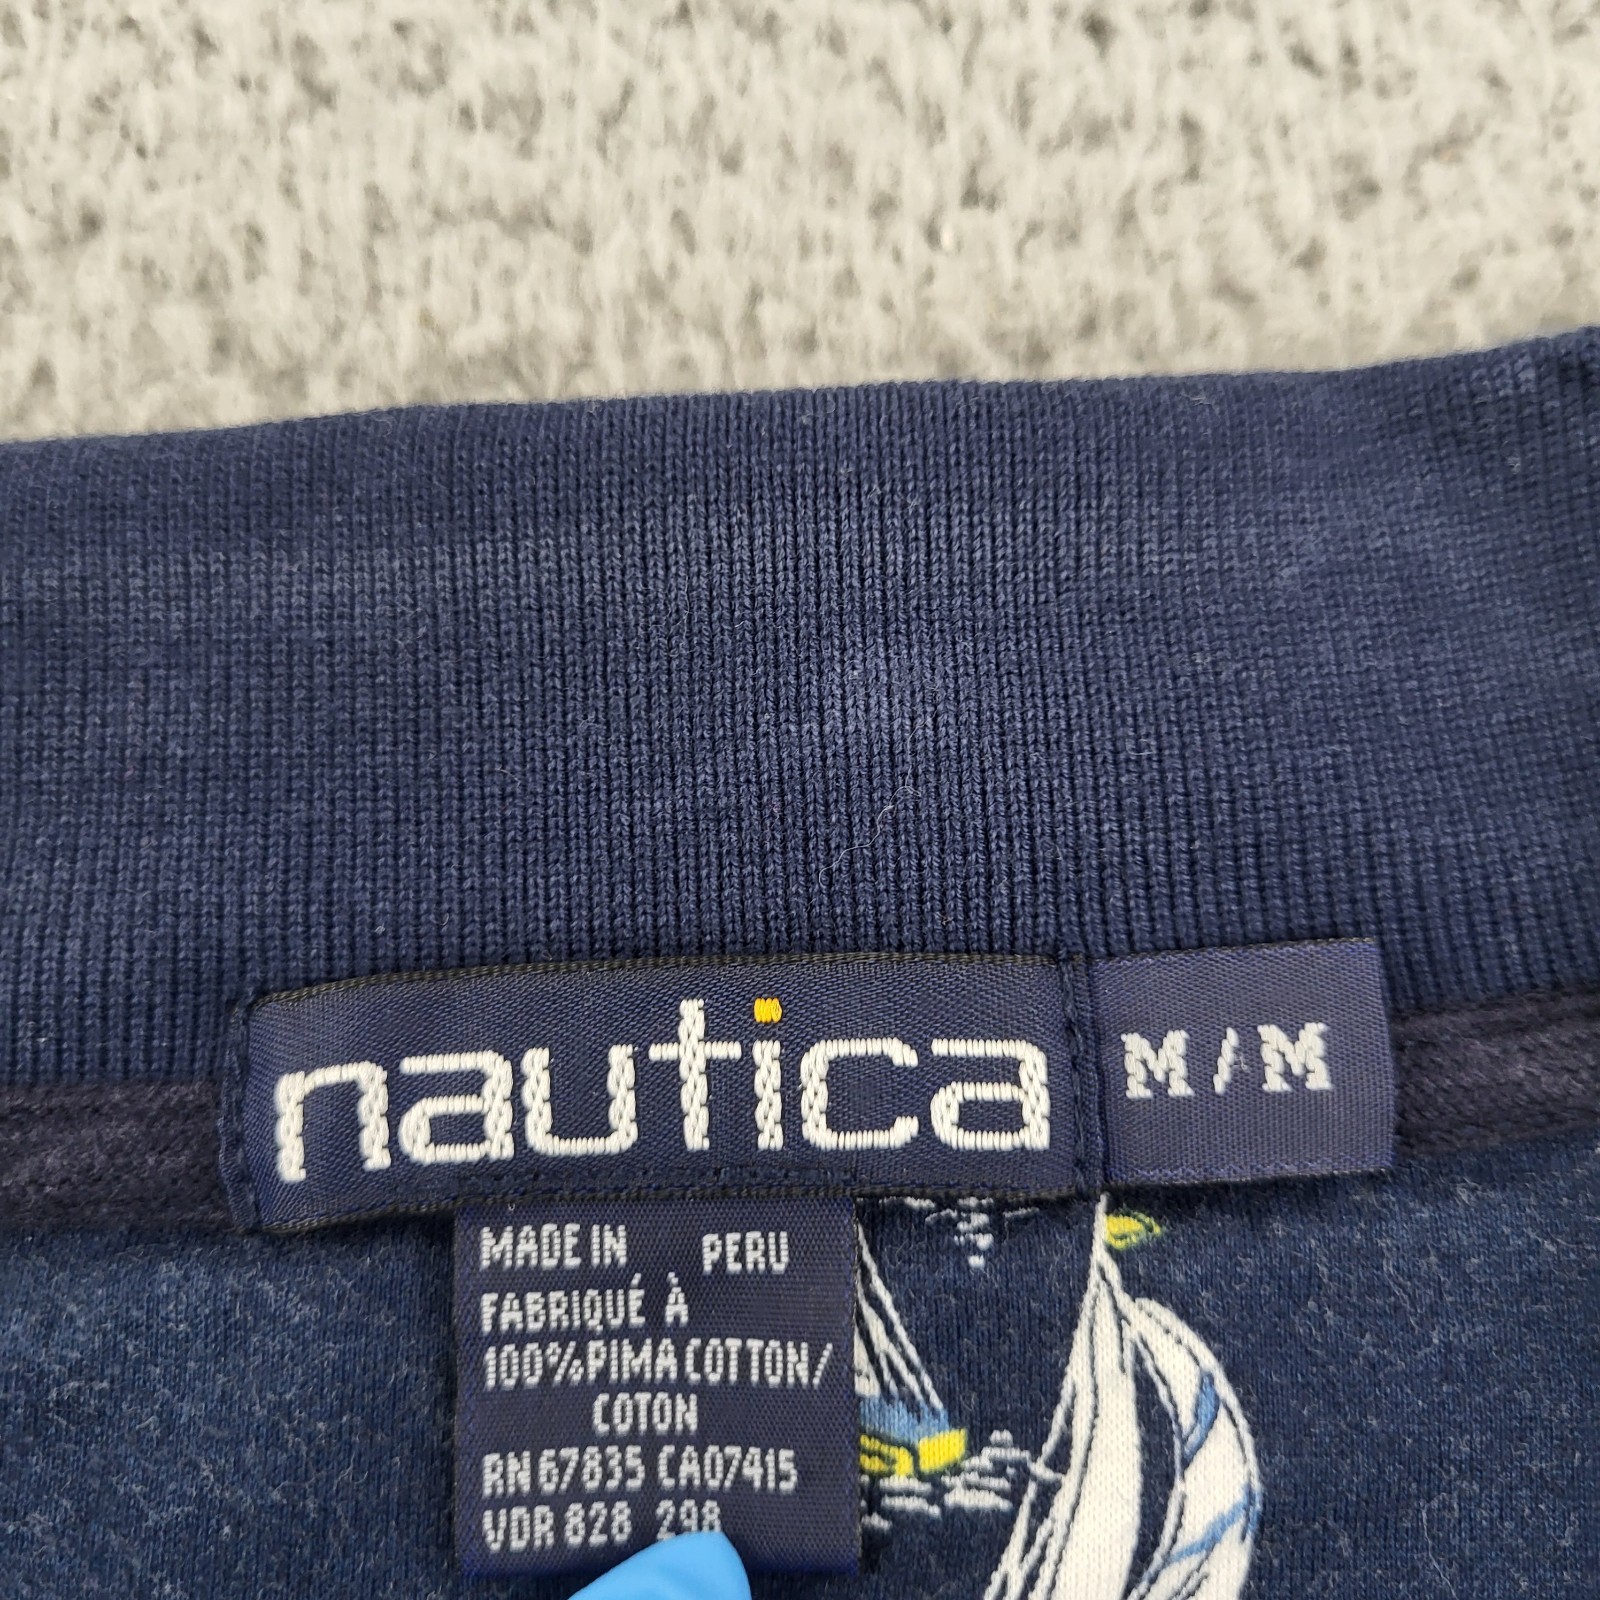 nautica
M/M
MADE IN PERU
FABRIQUÉ À
100%PIMA COTTON/
COTON
RN 67835 CA07415
VDR 828 298